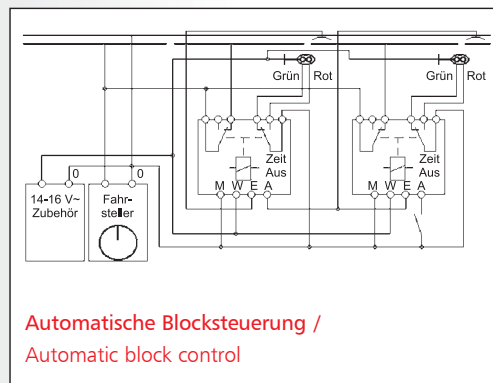 Grün Rot
Grün Rot
Zeit
Aus
M W E A
Zeit
Aus
M W E A
0
0
14-16 V~
Zubehör
Fahr-
steller
Automatische Blocksteuerung /
Automatic block control